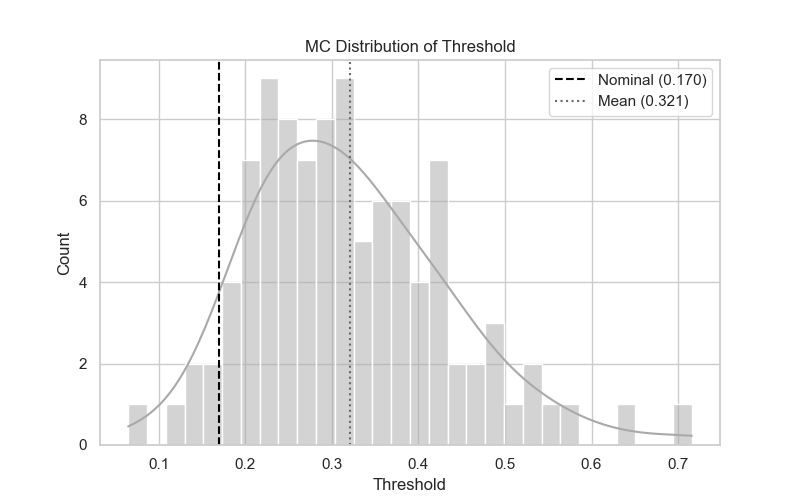 MC Distribution of Threshold
Nominal (0.170)
Mean (0.321)
Count
8
6
4
2
0
0.1 0.2 0.3 0.4 0.5 0.6 0.7
Threshold